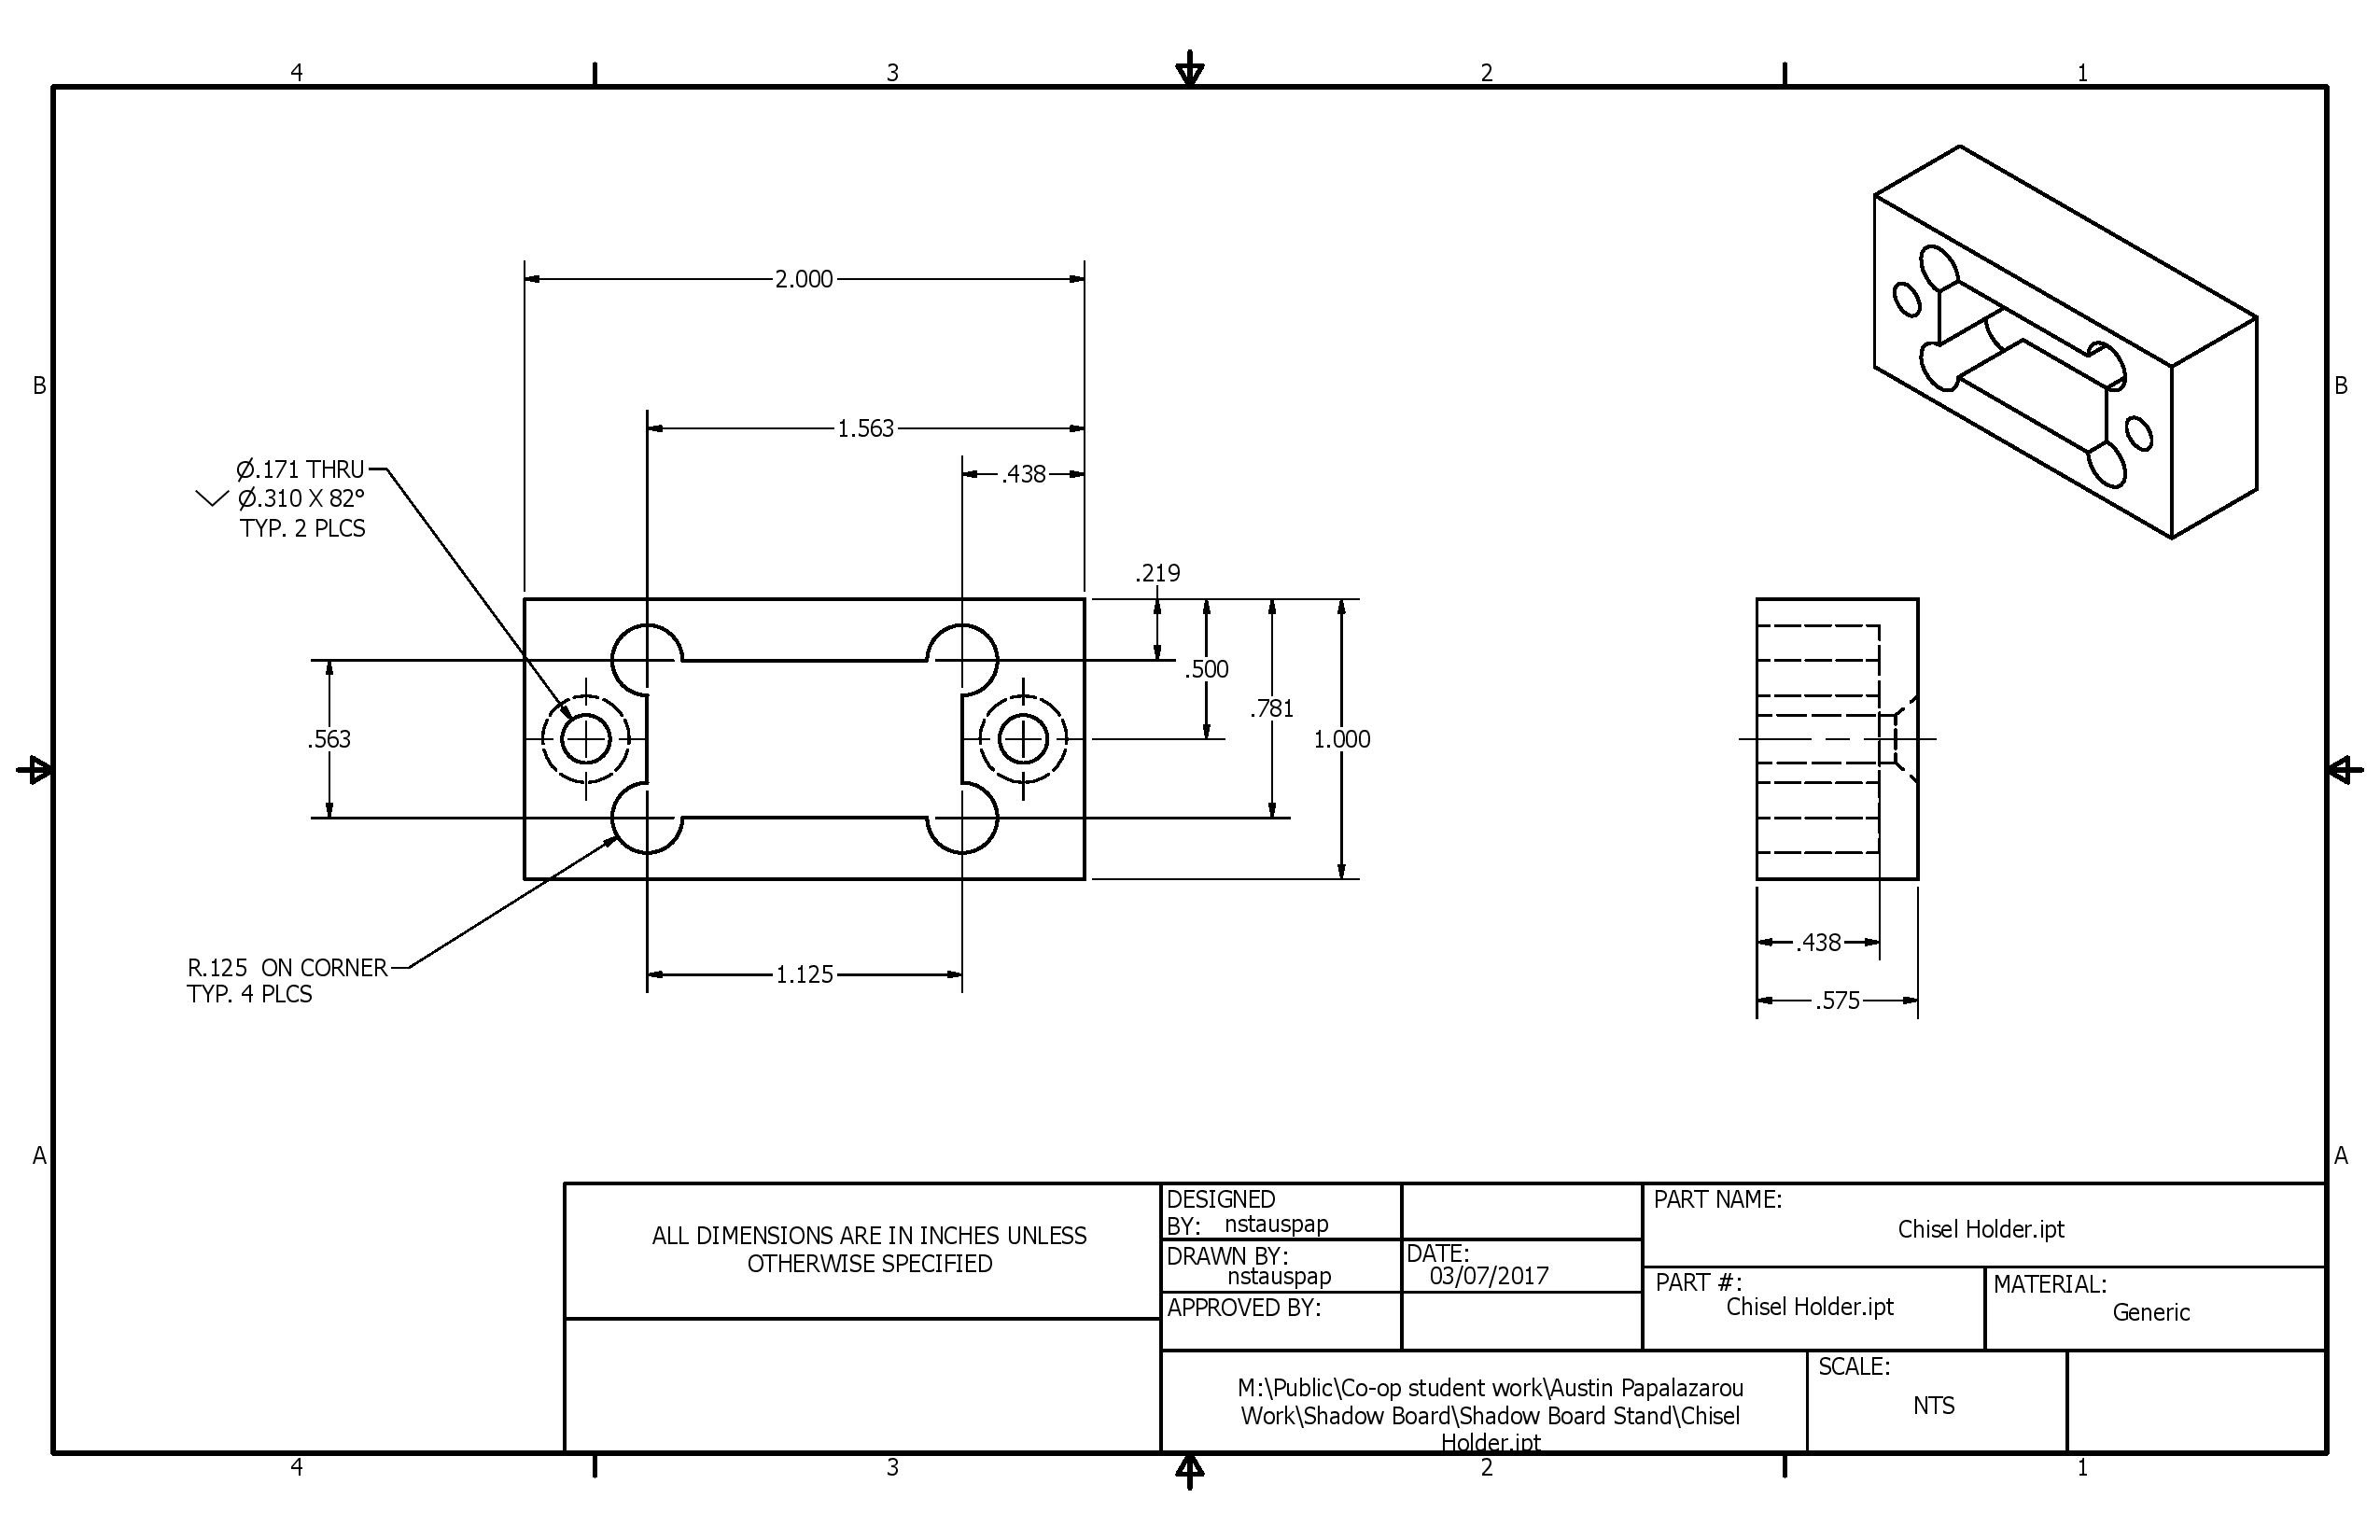 4 3 2 1
2.000
B B
1.563
Ø.171 THRU
.438
Ø.310 X 82°
TYP. 2 PLCS
.219
.500
.781
.563
1.000
.438
R.125 ON CORNER
1.125
TYP. 4 PLCS
.575
A A
ALL DIMENSIONS ARE IN INCHES UNLESS
OTHERWISE SPECIFIED
DESIGNED
BY: nstauspap
DRAWN BY:
nstauspap
DATE:
03/07/2017
APPROVED BY:
PART NAME:
Chisel Holder.ipt
PART #:
Chisel Holder.ipt
MATERIAL:
Generic
M:\Public\Co-op student work\Austin Papalazarou
Work\Shadow Board\Shadow Board Stand\Chisel
Holder.ipt
SCALE:
NTS
4 3 2 1